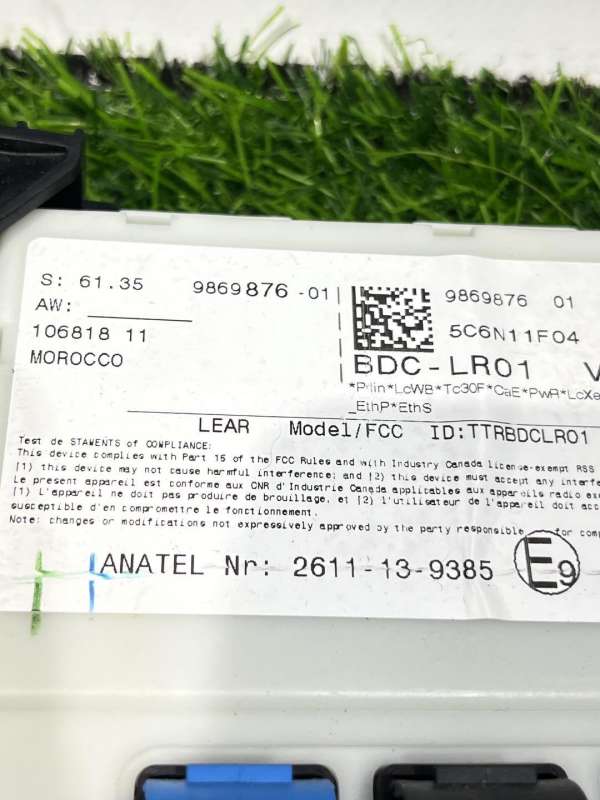 S: 61.35 9869876 -01
AW:
106818 11
MOROCCO
9869876 01
5C6N11F04
BDC-LR01 V
*Prlin*LcWB*Tc30F*CaE*PwR*LcXe
_EthP*EthS
LEAR Model/FCC ID:TTRBDCLR01
Test de STAWENTS of COWPLIANCE:
This device complies with Part 15 of the FCC Rules and with Industry Canada license-exempt RSS
(1) this device may not cause harmful interference; and (2) this device must accept any interfe
Le present appareil est conforme aux CNR d'Industrie Canada applicables aux appareils radio ex
(1) L'appareil ne doit pas produire de brouillage, et (2) l'utilisateur de l'appareil doit acc
susceptible d'en compromettre le fonctionnement.
Note: changes or modifications not expressively approved by the party responsible for comp
ANATEL Nr: 2611-13-9385 E9